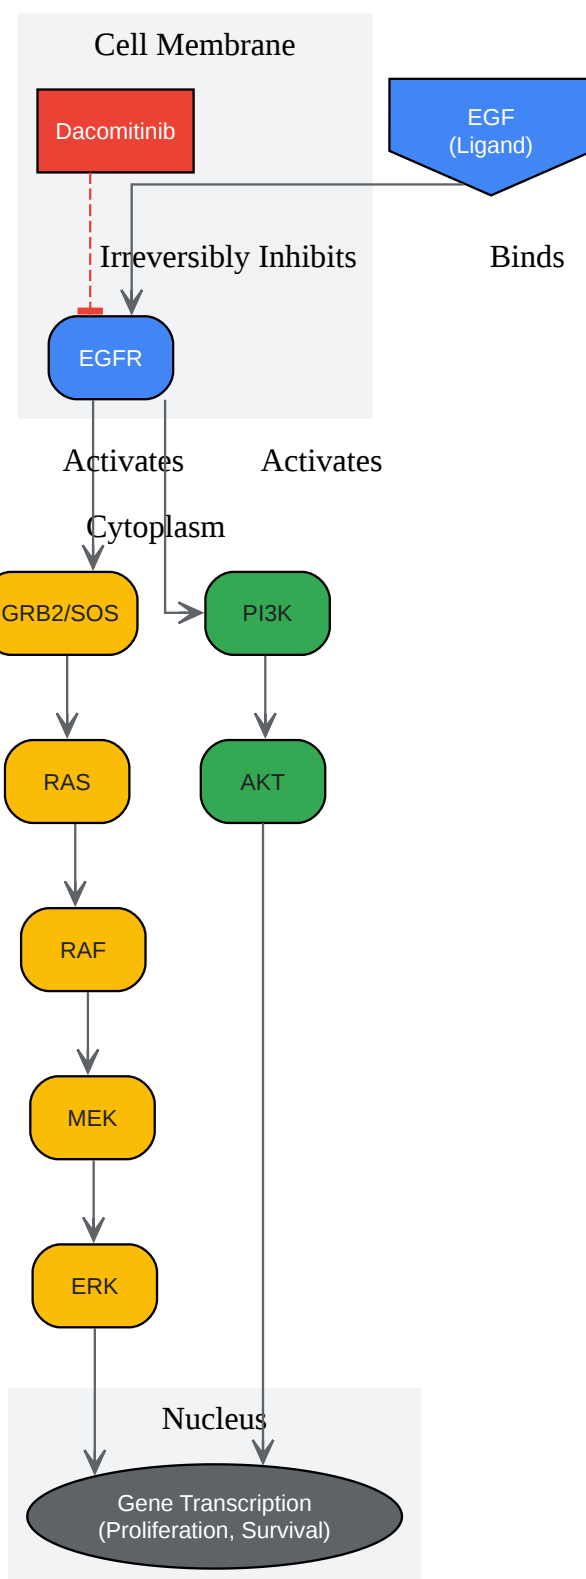 Cell Membrane
Dacomitinib
EGF
(Ligand)
Irreversibly Inhibits
Binds
EGFR
Activates
Activates
Cytoplasm
GRB2/SOS
PI3K
RAS
AKT
RAF
MEK
ERK
Nucleus
Gene Transcription
(Proliferation, Survival)